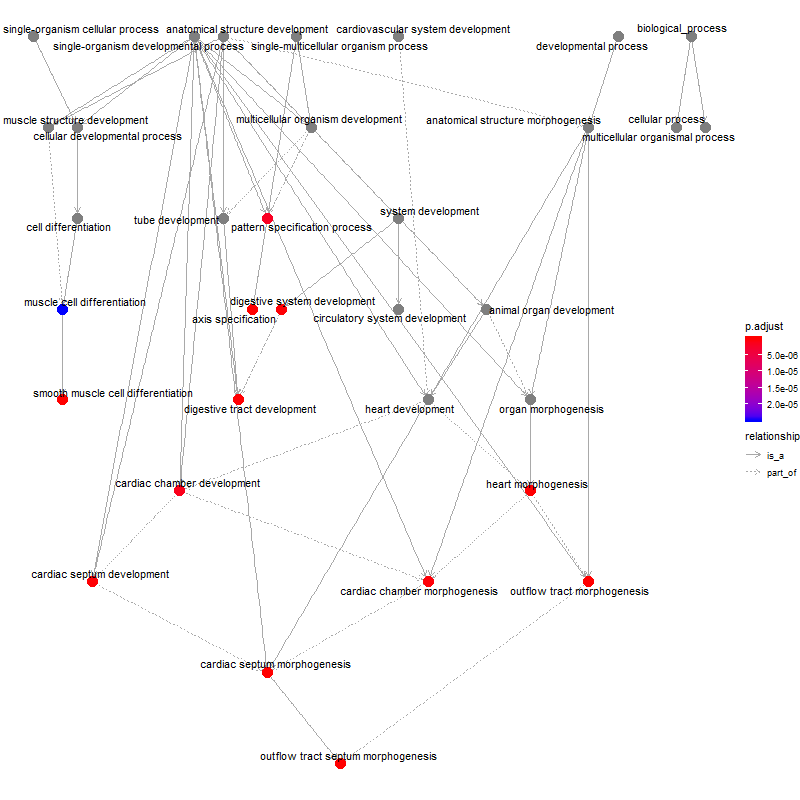 single-organism cellular process
anatomical structure development
cardiovascular system development
biological_process
single-organism developmental process
single-multicellular organism process
developmental process
muscle structure development
multicellular organism development
anatomical structure morphogenesis
cellular process
cellular developmental process
multicellular organismal process
system development
tube development
cell differentiation
pattern specification process
muscle cell differentiation
digestive system development
animal organ development
axis specification
circulatory system development
p.adjust
5.0e-06
1.0e-05
1.5e-05
2.0e-05
smooth muscle cell differentiation
digestive tract development
heart development
organ morphogenesis
relationship
is_a
part_of
cardiac chamber development
heart morphogenesis
cardiac septum development
cardiac chamber morphogenesis
outflow tract morphogenesis
cardiac septum morphogenesis
outflow tract septum morphogenesis